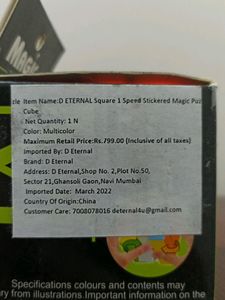 Magic
zle Item Name:D ETERNAL Square 1 Speed Stickered Magic Puz
Cube
Net Quantity: 1 N
Color: Multicolor
Maximum Retail Price:Rs.799.00 (Inclusive of all taxes)
Imported By: D Eternal
Brand: D Eternal
Address: D Eternal,Shop No. 2,Plot No.50,
Sector 21,Ghansoli Gaon,Navi Mumbai
Imported Date: March 2022
Country Of Origin:China
Customer Care: 7008078016 deternal4u@gmail.com
Specifications colours and contents may
ry from illustrations.Important information on the